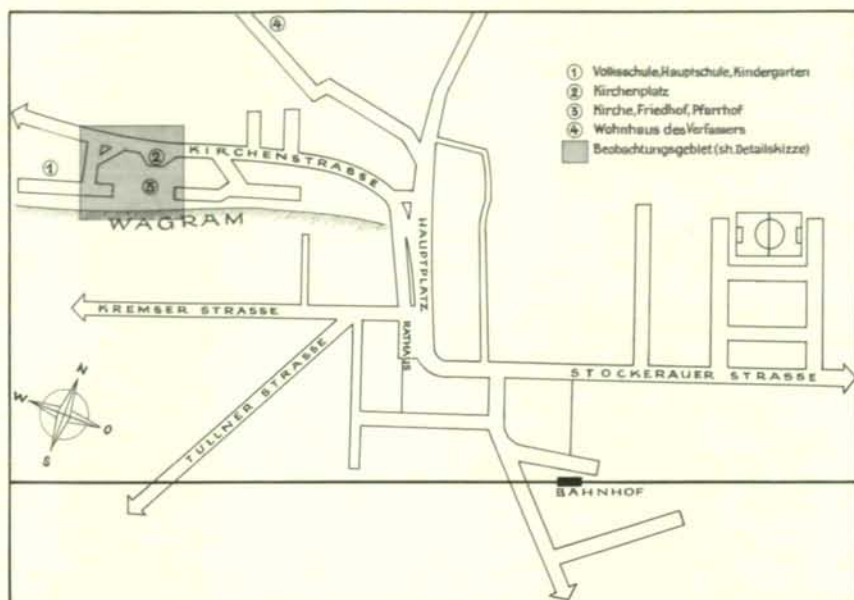 ④
① Volksschule, Hauptschule, Kindergarten
② Kirchenplatz
③ Kirche, Friedhof, Pfarrhof
④ Wohnhaus des Verfassers
Beobachtungsgebiet (sh. Detailskizze)
KIRCHENSTRASSE
①
②
③
WAGRAM
HAUPTPLATZ
KREMSER STRASSE
RATHAUS
STOCKERAUER STRASSE
TULLNER STRASSE
N
W
O
S
BAHNHOF